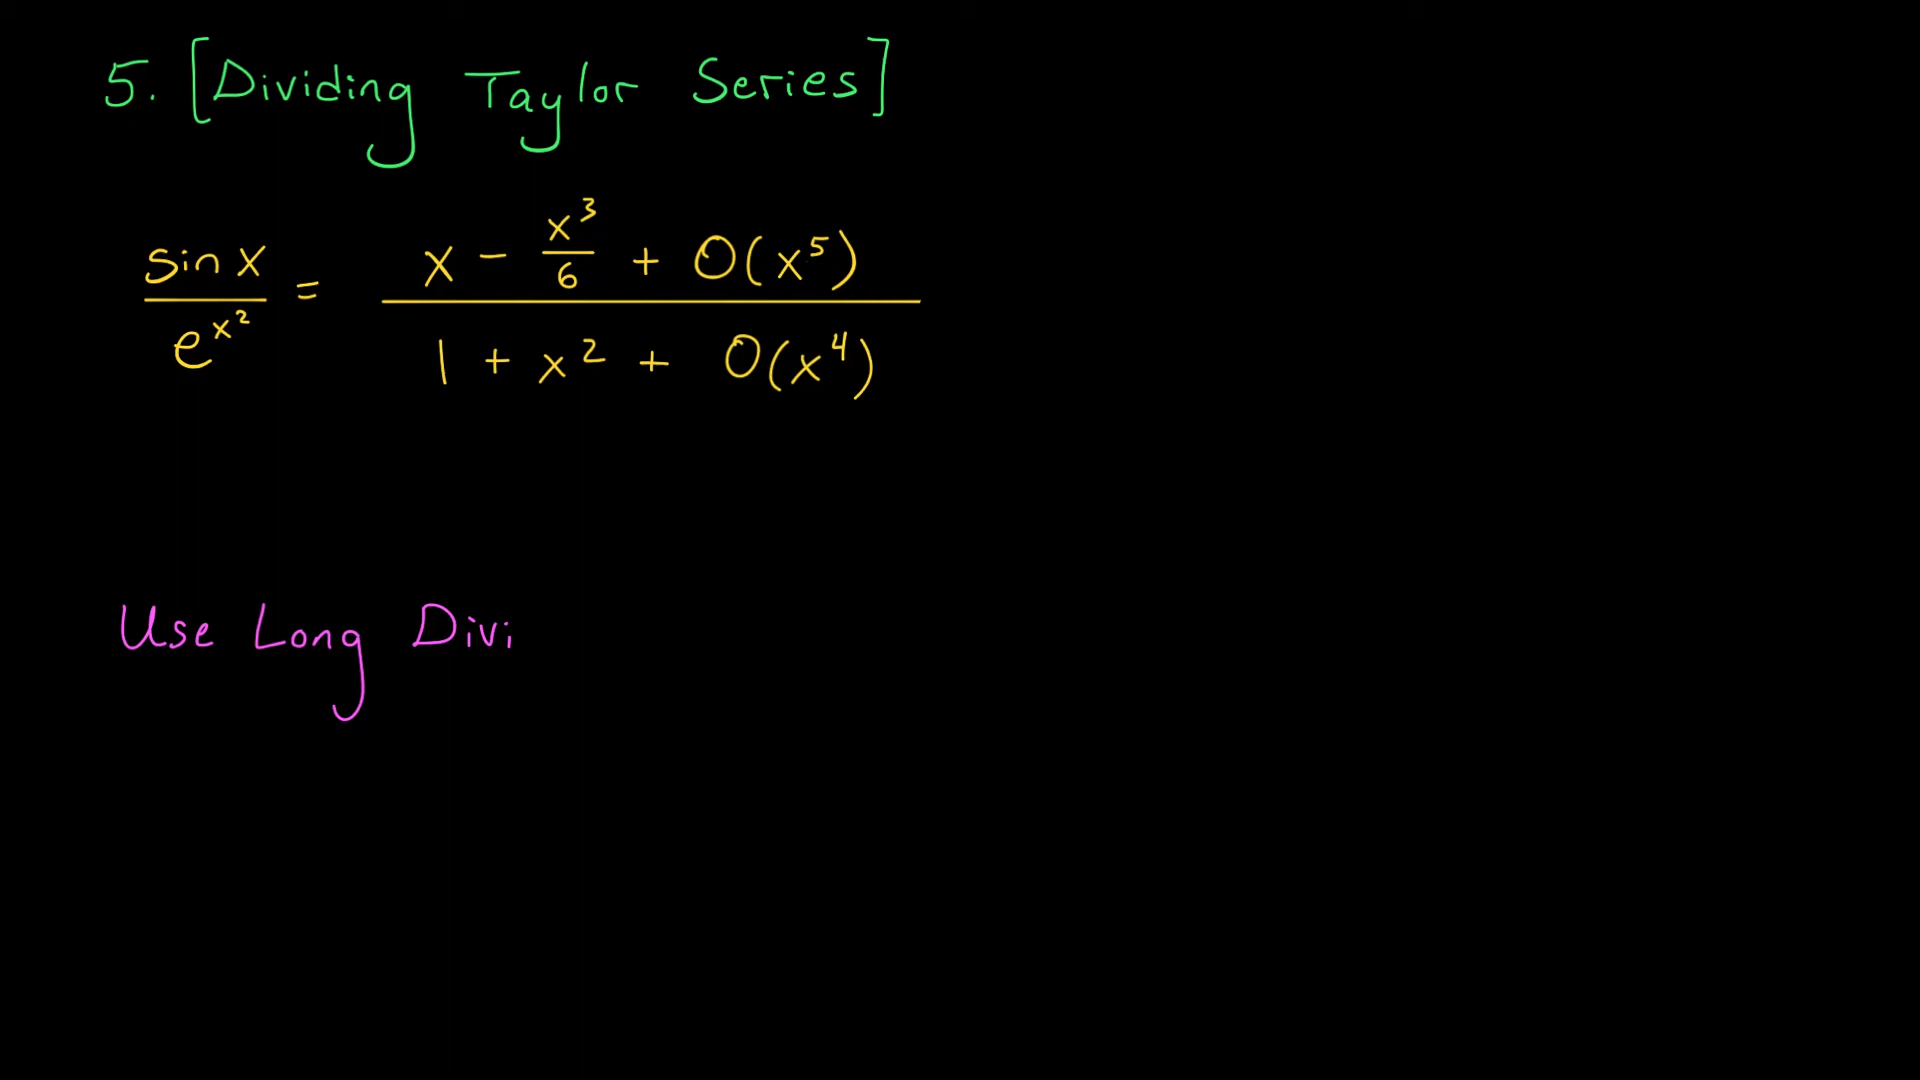 5. [Dividing Taylor Series]
sin x / e^x² = x - x³/6 + O(x⁵) / 1 + x² + O(x⁴)
Use Long Divi